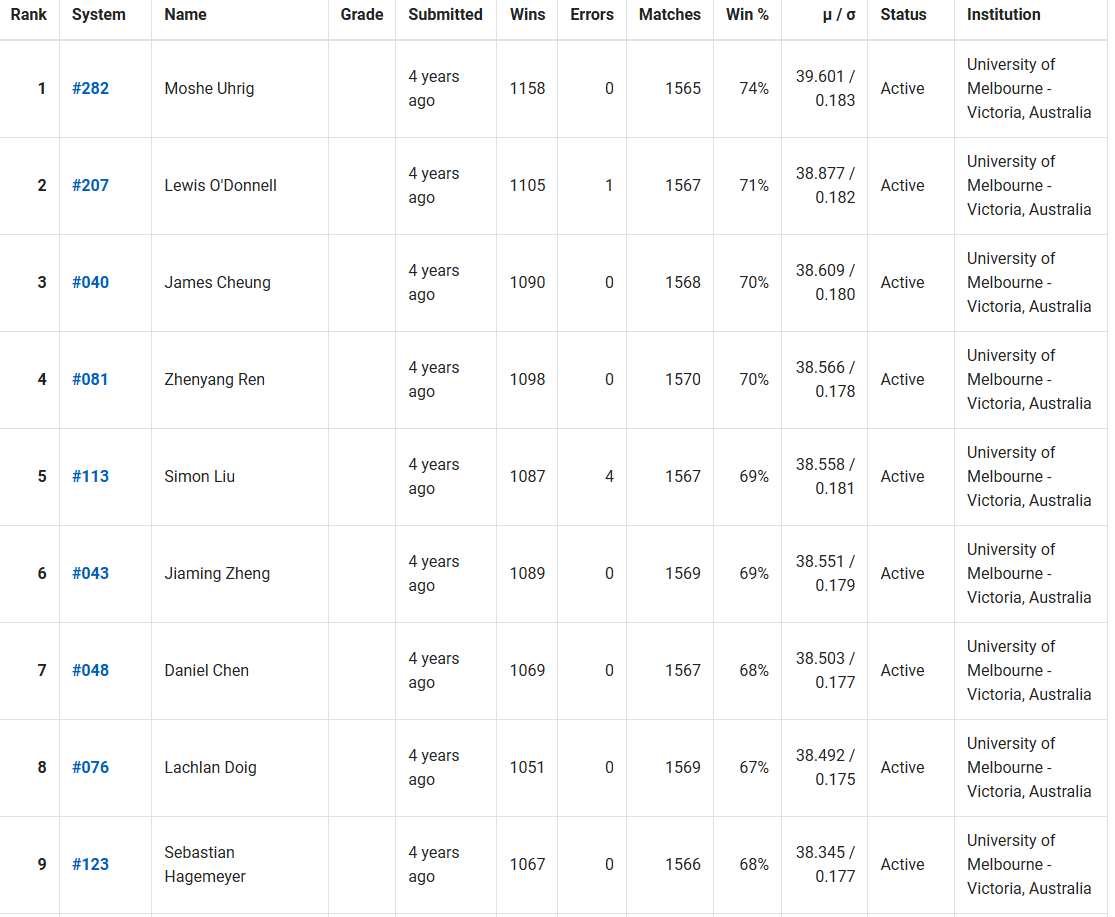 Rank System Name Grade Submitted Wins Errors Matches Win % μ / σ Status Institution
1 #282 Moshe Uhrig 4 years ago 1158 0 1565 74% 39.601 / 0.183 Active University of Melbourne - Victoria, Australia
2 #207 Lewis O'Donnell 4 years ago 1105 1 1567 71% 38.877 / 0.182 Active University of Melbourne - Victoria, Australia
3 #040 James Cheung 4 years ago 1090 0 1568 70% 38.609 / 0.180 Active University of Melbourne - Victoria, Australia
4 #081 Zhenyang Ren 4 years ago 1098 0 1570 70% 38.566 / 0.178 Active University of Melbourne - Victoria, Australia
5 #113 Simon Liu 4 years ago 1087 4 1567 69% 38.558 / 0.181 Active University of Melbourne - Victoria, Australia
6 #043 Jiaming Zheng 4 years ago 1089 0 1569 69% 38.551 / 0.179 Active University of Melbourne - Victoria, Australia
7 #048 Daniel Chen 4 years ago 1069 0 1567 68% 38.503 / 0.177 Active University of Melbourne - Victoria, Australia
8 #076 Lachlan Doig 4 years ago 1051 0 1569 67% 38.492 / 0.175 Active University of Melbourne - Victoria, Australia
9 #123 Sebastian Hagemeyer 4 years ago 1067 0 1566 68% 38.345 / 0.177 Active University of Melbourne - Victoria, Australia